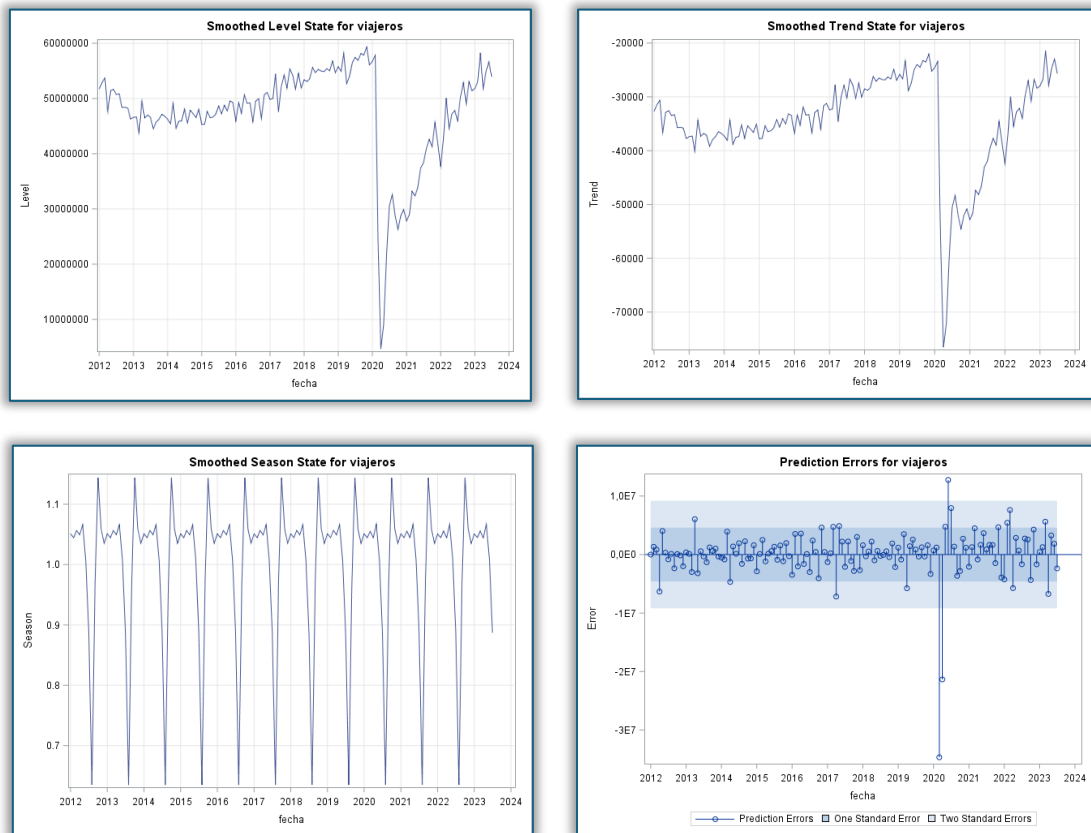 Smoothed Level State for viajeros
60000000
50000000
40000000
30000000
20000000
10000000
Level
2012 2013 2014 2015 2016 2017 2018 2019 2020 2021 2022 2023 2024
fecha
Smoothed Trend State for viajeros
-20000
-30000
-40000
-50000
-60000
-70000
Trend
2012 2013 2014 2015 2016 2017 2018 2019 2020 2021 2022 2023 2024
fecha
Smoothed Season State for viajeros
1.1
1.0
0.9
0.8
0.7
Season
2012 2013 2014 2015 2016 2017 2018 2019 2020 2021 2022 2023 2024
fecha
Prediction Errors for viajeros
1,0E7
0,0E0
-1E7
-2E7
-3E7
Error
2012 2013 2014 2015 2016 2017 2018 2019 2020 2021 2022 2023 2024
fecha
Prediction Errors One Standard Error Two Standard Errors